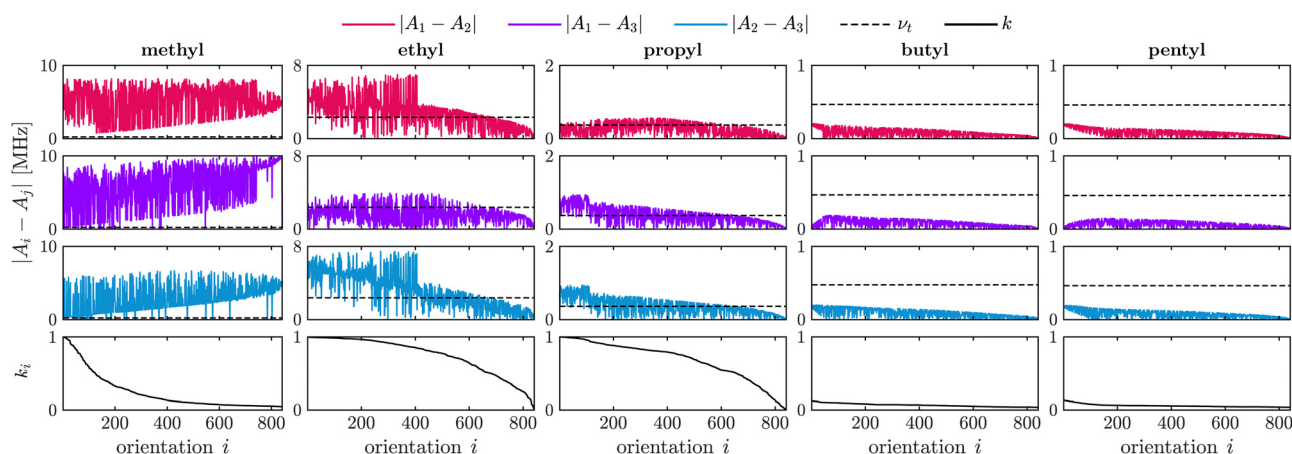 |A₁ − A₂| |A₁ − A₃| |A₂ − A₃| νₜ k
methyl ethyl propyl butyl pentyl
|Aᵢ − Aⱼ| [MHz]
10 8 2 1 1
0 0 0 0 0
10 8 2 1 1
0 0 0 0 0
10 8 2 1 1
0 0 0 0 0
kᵢ
1 1 1 1 1
0 0 0 0 0
200 400 600 800 200 400 600 800 200 400 600 800 200 400 600 800 200 400 600 800
orientation i orientation i orientation i orientation i orientation i